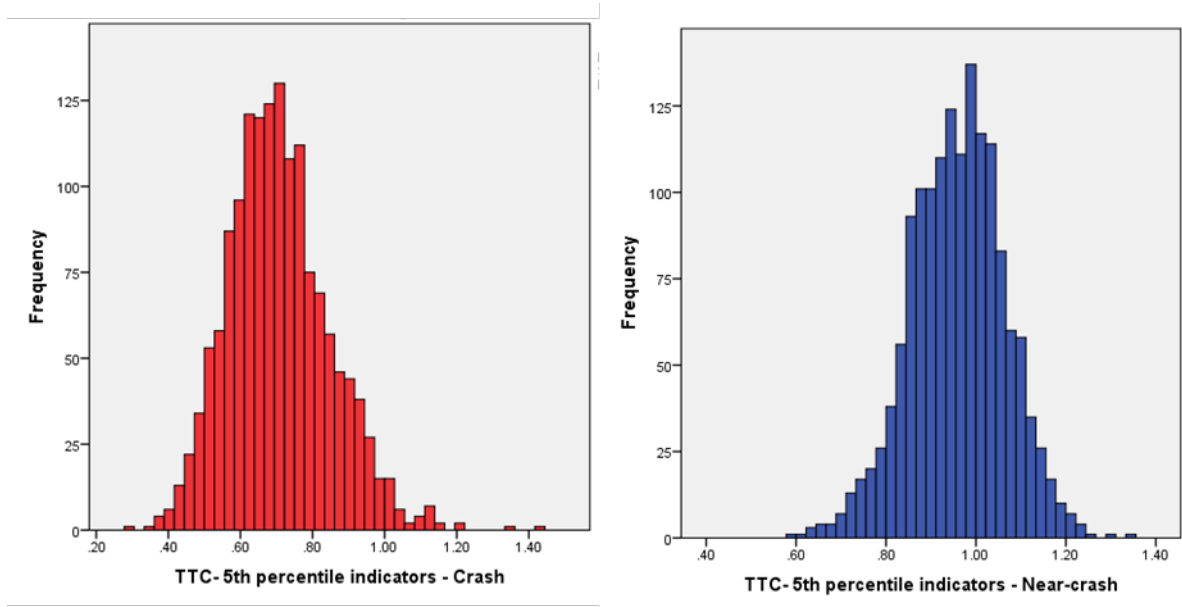 125
100
75
50
25
0
Frequency
.20 .40 .60 .80 1.00 1.20 1.40
TTC- 5th percentile indicators - Crash
125
100
75
50
25
0
Frequency
.40 .60 .80 1.00 1.20 1.40
TTC- 5th percentile indicators - Near-crash